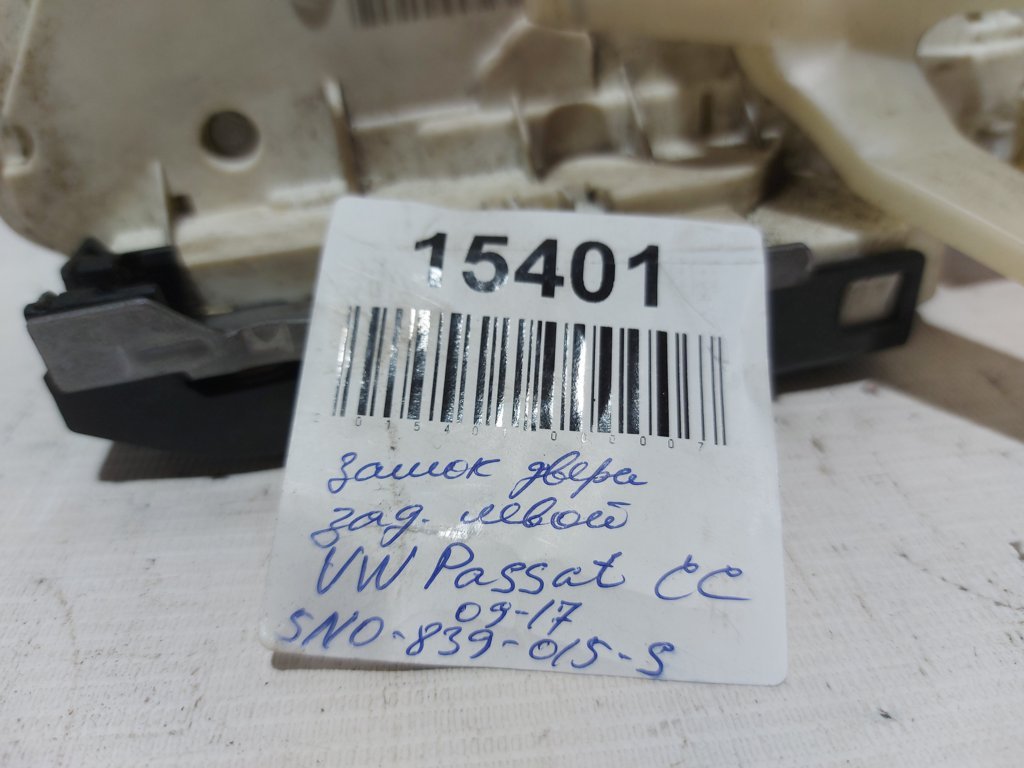 15401
замок двери
зад. левой
VW Passat CC
09-17
5N0-839-015-S